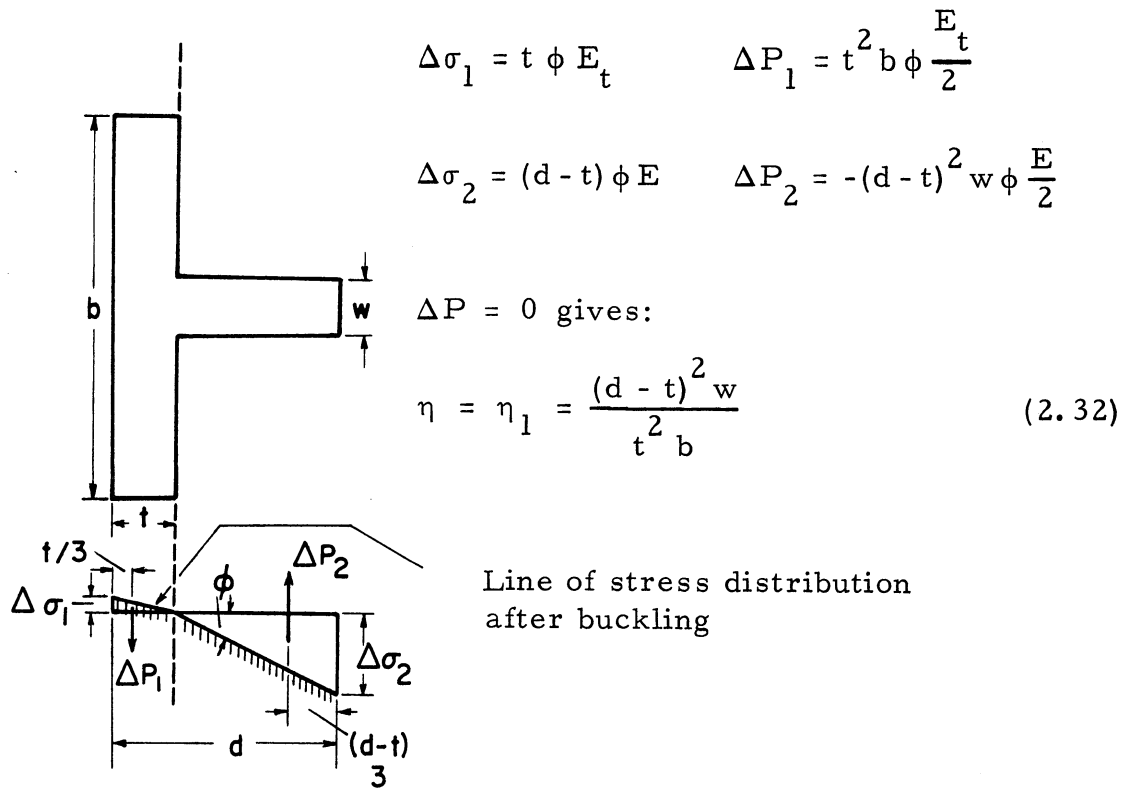 Δσ₁ = t ϕ Eₜ    ΔP₁ = t² b ϕ Eₜ/2
Δσ₂ = (d - t) ϕ E    ΔP₂ = -(d - t)² w ϕ E/2
b
w
ΔP = 0 gives:
η = η₁ = (d - t)² w / t² b    (2.32)
t
t/3
ΔP₂
ϕ
Δσ₁
Line of stress distribution
after buckling
ΔP₁
Δσ₂
d
(d-t)
3